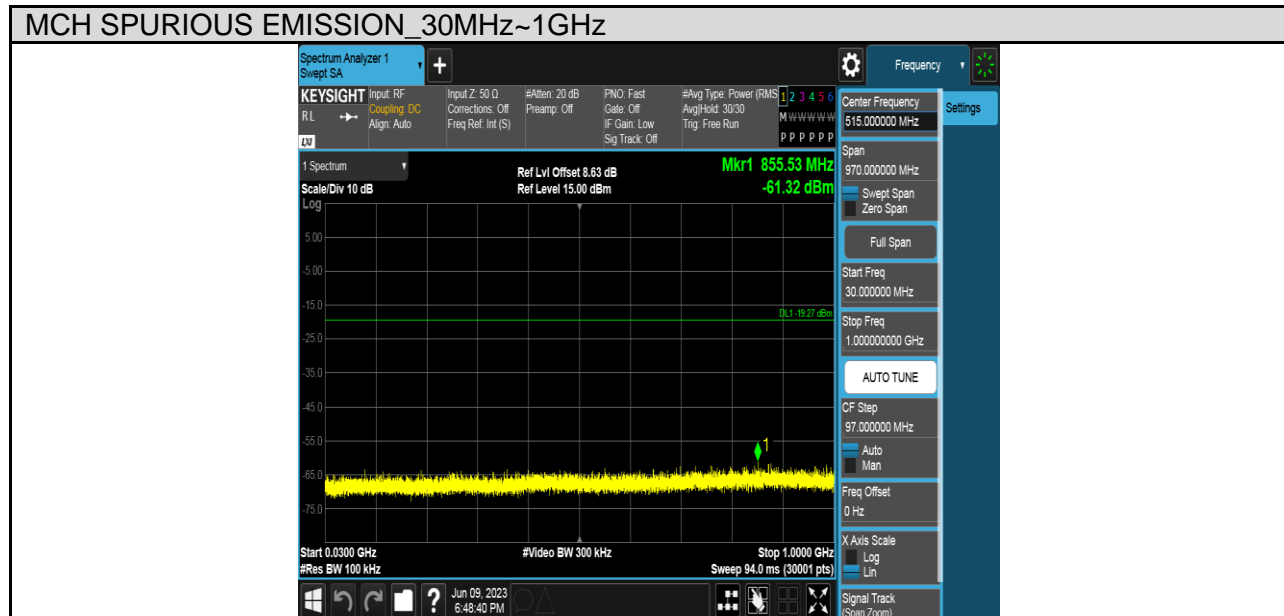 MCH SPURIOUS EMISSION_30MHz~1GHz
Spectrum Analyzer 1
Swept SA
+
Frequency
KEYSIGHT
RL
LXI
Input: RF
Coupling: DC
Align: Auto
Input Z: 50 Ω
Corrections: Off
Freq Ref: Int (S)
#Atten: 20 dB
Preamp: Off
PNO: Fast
Gate: Off
IF Gain: Low
Sig Track: Off
#Avg Type: Power (RMS
Avg|Hold: 30/30
Trig: Free Run
1 2 3 4 5 6
M W W W W W
P P P P P P
1 Spectrum
Scale/Div 10 dB
Log
Ref Lvl Offset 8.63 dB
Ref Level 15.00 dBm
Mkr1 855.53 MHz
-61.32 dBm
5.00
-5.00
-15.0
DL1 -19.27 dBm
-25.0
-35.0
-45.0
-55.0
1
-65.0
-75.0
Start 0.0300 GHz
#Res BW 100 kHz
#Video BW 300 kHz
Stop 1.0000 GHz
Sweep 94.0 ms (30001 pts)
?
Jun 09, 2023
6:48:40 PM
Center Frequency
515.000000 MHz
Settings
Span
970.000000 MHz
Swept Span
Zero Span
Full Span
Start Freq
30.000000 MHz
Stop Freq
1.000000000 GHz
AUTO TUNE
CF Step
97.000000 MHz
Auto
Man
Freq Offset
0 Hz
X Axis Scale
Log
Lin
Signal Track
(Span Zoom)